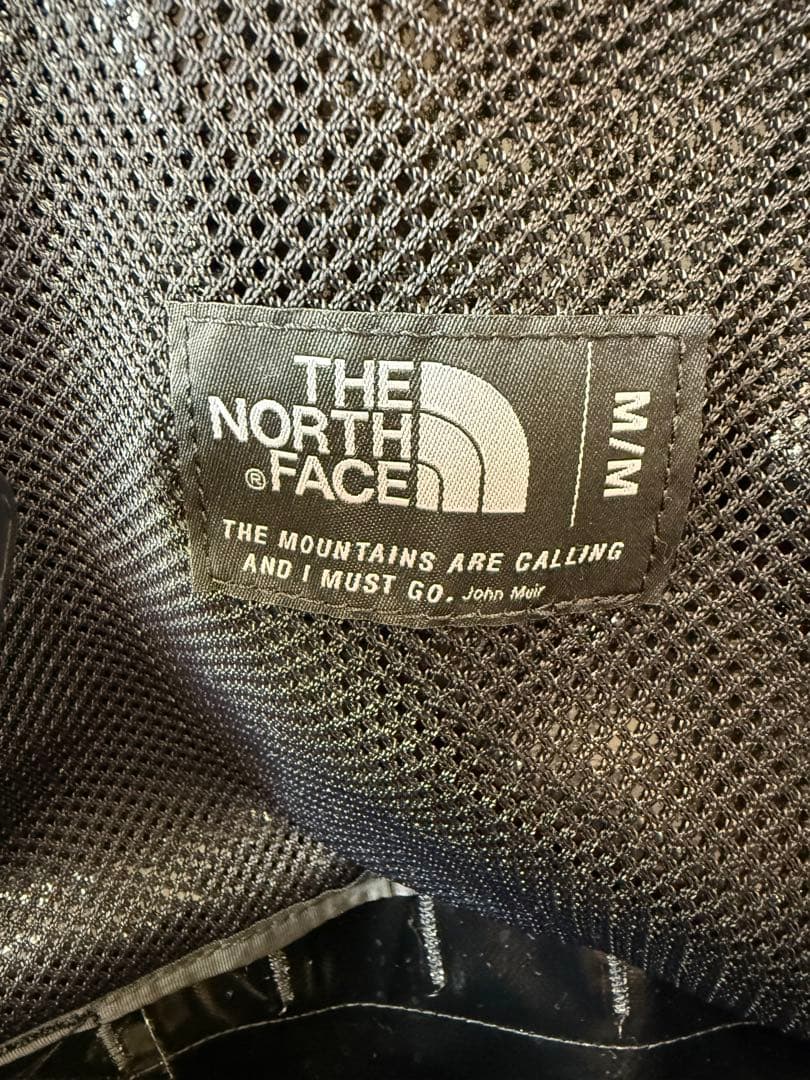 THE
NORTH
® FACE
M/M
THE MOUNTAINS ARE CALLING
AND I MUST GO. John Muir